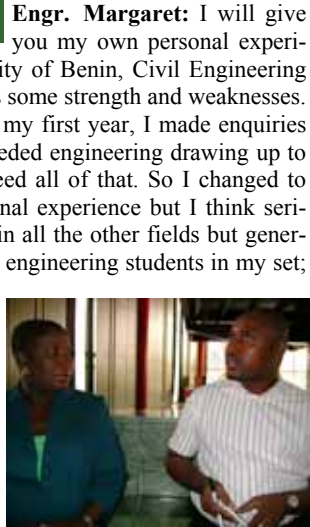 Engr. Margaret: I will give
you my own personal experi-
ity of Benin, Civil Engineering
s some strength and weaknesses.
my first year, I made enquiries
eded engineering drawing up to
eed all of that. So I changed to
nal experience but I think seri-
in all the other fields but gener-
engineering students in my set;